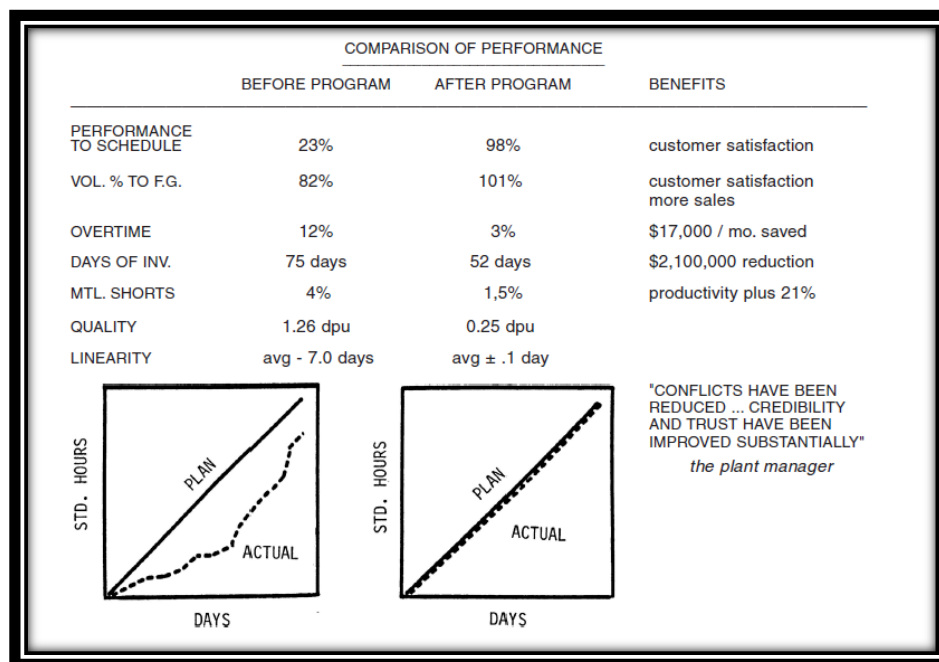 COMPARISON OF PERFORMANCE
BEFORE PROGRAM AFTER PROGRAM BENEFITS
PERFORMANCE
TO SCHEDULE 23% 98% customer satisfaction
VOL. % TO F.G. 82% 101% customer satisfaction
more sales
OVERTIME 12% 3% $17,000 / mo. saved
DAYS OF INV. 75 days 52 days $2,100,000 reduction
MTL. SHORTS 4% 1,5% productivity plus 21%
QUALITY 1.26 dpu 0.25 dpu
LINEARITY avg - 7.0 days avg ± .1 day
STD. HOURS
PLAN
ACTUAL
DAYS
STD. HOURS
PLAN
ACTUAL
DAYS
"CONFLICTS HAVE BEEN
REDUCED ... CREDIBILITY
AND TRUST HAVE BEEN
IMPROVED SUBSTANTIALLY"
the plant manager